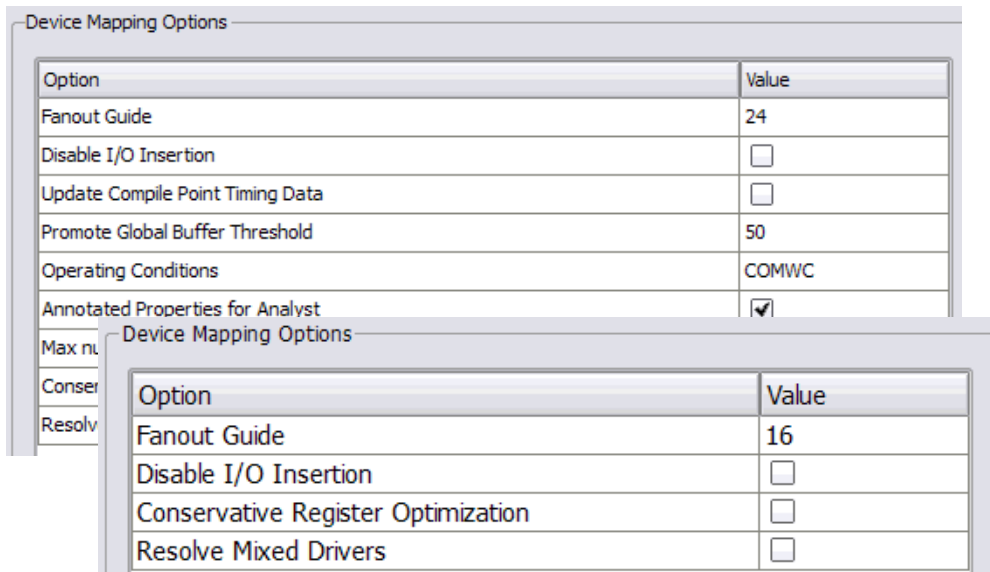 Device Mapping Options
Option Value
Fanout Guide 24
Disable I/O Insertion
Update Compile Point Timing Data
Promote Global Buffer Threshold 50
Operating Conditions COMWC
Annotated Properties for Analyst
Max
Device Mapping Options
Option Value
Fanout Guide 16
Disable I/O Insertion
Conservative Register Optimization
Resolve Mixed Drivers